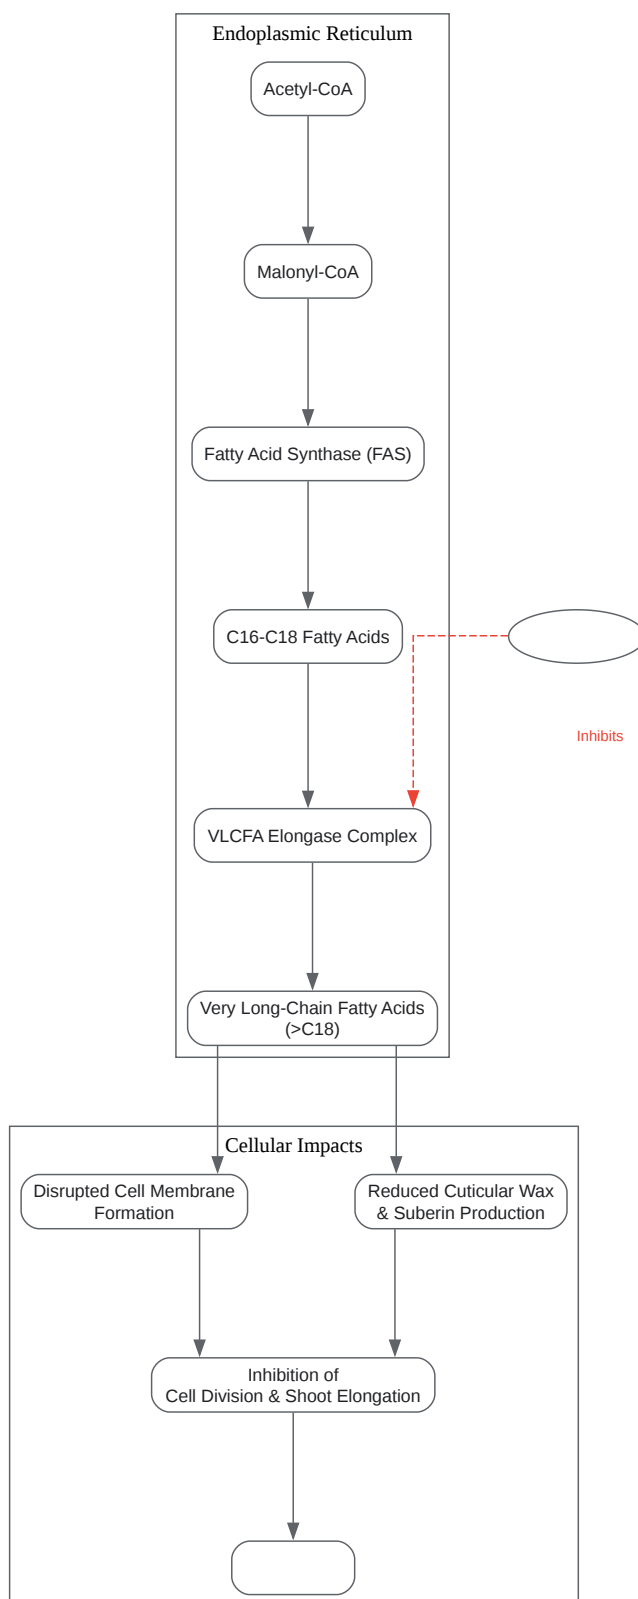 Endoplasmic Reticulum
Acetyl-CoA
Malonyl-CoA
Fatty Acid Synthase (FAS)
C16-C18 Fatty Acids
Inhibits
VLCFA Elongase Complex
Very Long-Chain Fatty Acids
(>C18)
Cellular Impacts
Disrupted Cell Membrane
Formation
Reduced Cuticular Wax
& Suberin Production
Inhibition of
Cell Division & Shoot Elongation